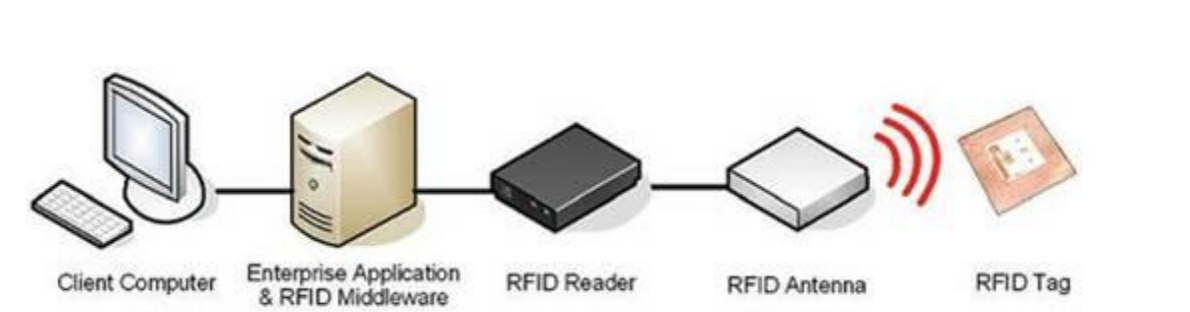 Client Computer
Enterprise Application
& RFID Middleware
RFID Reader
RFID Antenna
RFID Tag